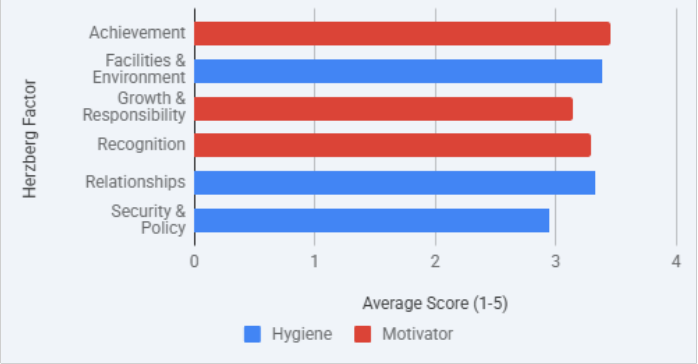 Herzberg Factor
Achievement
Facilities &
Environment
Growth &
Responsibility
Recognition
Relationships
Security &
Policy
0 1 2 3 4
Average Score (1-5)
Hygiene Motivator